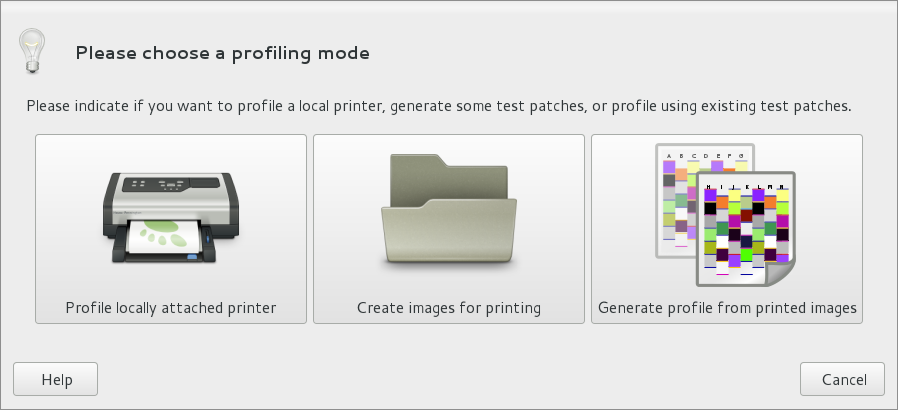 Please choose a profiling mode
Please indicate if you want to profile a local printer, generate some test patches, or profile using existing test patches.
A B C D E F G
H I J E L M B
Profile locally attached printer
Create images for printing
Generate profile from printed images
Help
Cancel